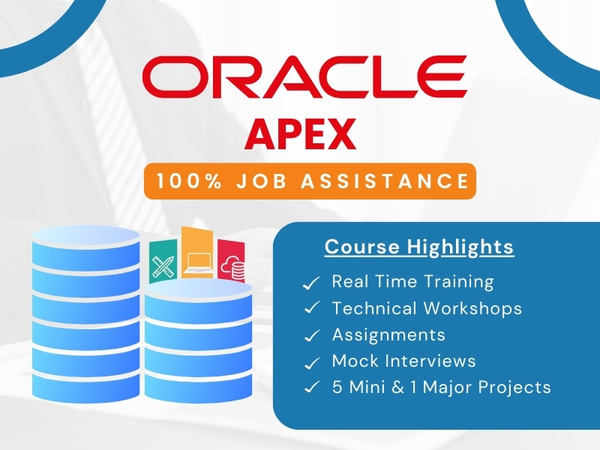 ORACLE
APEX
100% JOB ASSISTANCE
Course Highlights
Real Time Training
Technical Workshops
Assignments
Mock Interviews
5 Mini & 1 Major Projects